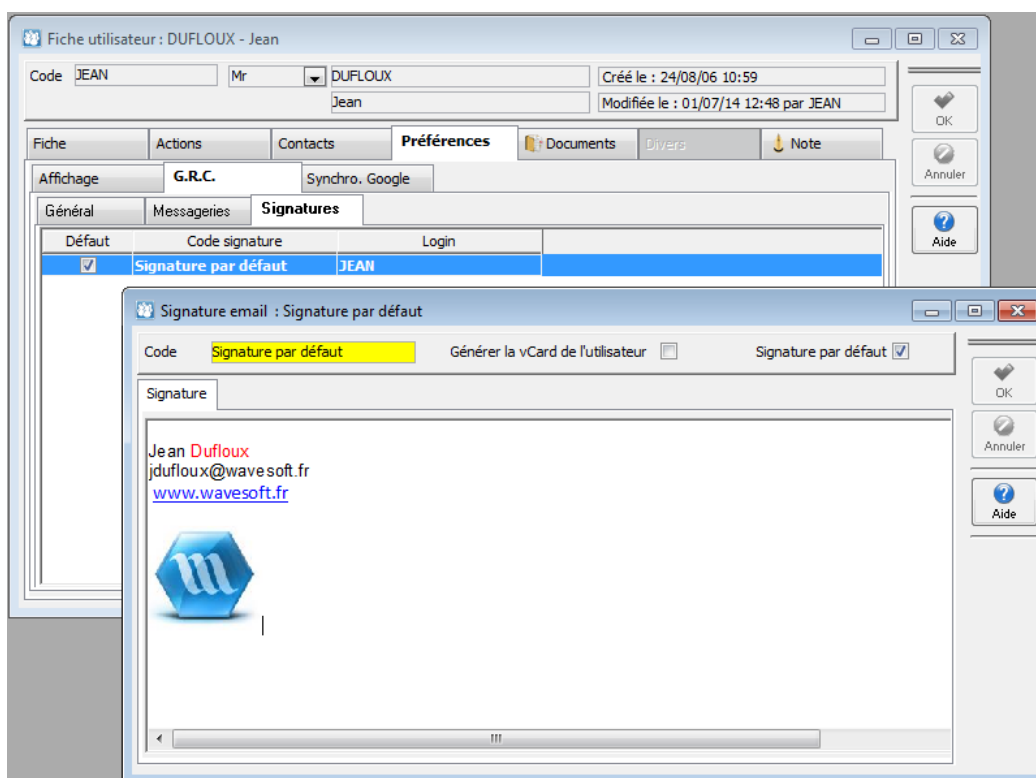 Fiche utilisateur : DUFLOUX - Jean
Code JEAN Mr DUFLOUX Créé le : 24/08/06 10:59
Jean Modifiée le : 01/07/14 12:48 par JEAN
OK
Annuler
Aide
Fiche Actions Contacts Préférences Documents Divers Note
Affichage G.R.C. Synchro. Google
Général Messageries Signatures
Défaut Code signature Login
Signature par défaut JEAN
Signature email : Signature par défaut
Code Signature par défaut Générer la vCard de l'utilisateur Signature par défaut
OK
Annuler
Aide
Signature
Jean Dufloux
jdufloux@wavesoft.fr
www.wavesoft.fr